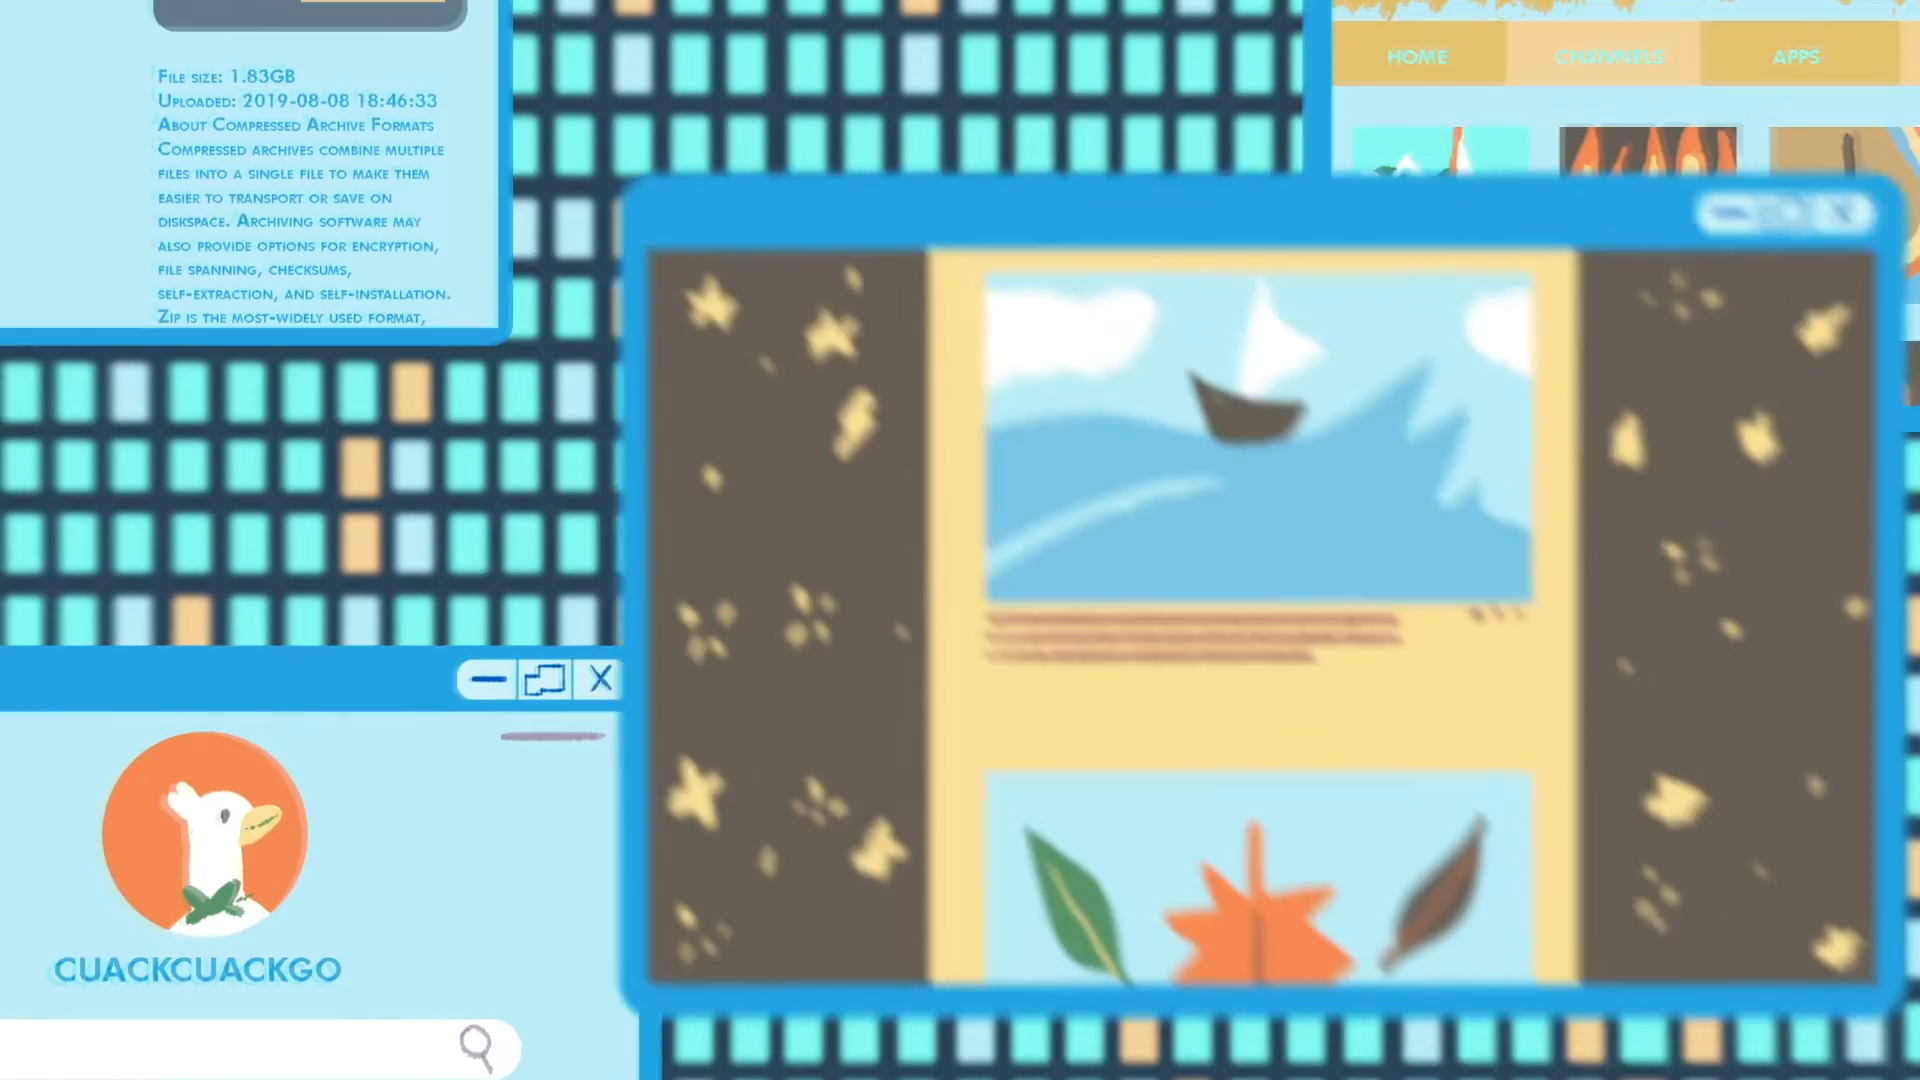 FILE SIZE: 1.83GB
UPLOADED: 2019-08-08 18:46:33
ABOUT COMPRESSED ARCHIVE FORMATS
COMPRESSED ARCHIVES COMBINE MULTIPLE
FILES INTO A SINGLE FILE TO MAKE THEM
EASIER TO TRANSPORT OR SAVE ON
DISKSPACE. ARCHIVING SOFTWARE MAY
ALSO PROVIDE OPTIONS FOR ENCRYPTION,
FILE SPANNING, CHECKSUMS,
SELF-EXTRACTION, AND SELF-INSTALLATION.
ZIP IS THE MOST-WIDELY USED FORMAT,
HOME CHANNELS APPS
CUACKCUACKGO